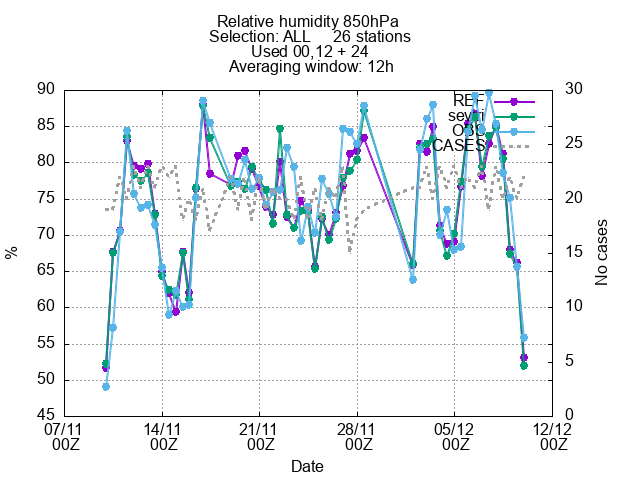 Relative humidity 850hPa
Selection: ALL 26 stations
Used 00,12 + 24
Averaging window: 12h
90
85
80
75
70
65
60
55
50
45
%
30
25
20
15
10
5
0
No cases
REF
seviri
OBS
CASES
07/11 14/11 21/11 28/11 05/12 12/12
00Z 00Z 00Z 00Z 00Z 00Z
Date